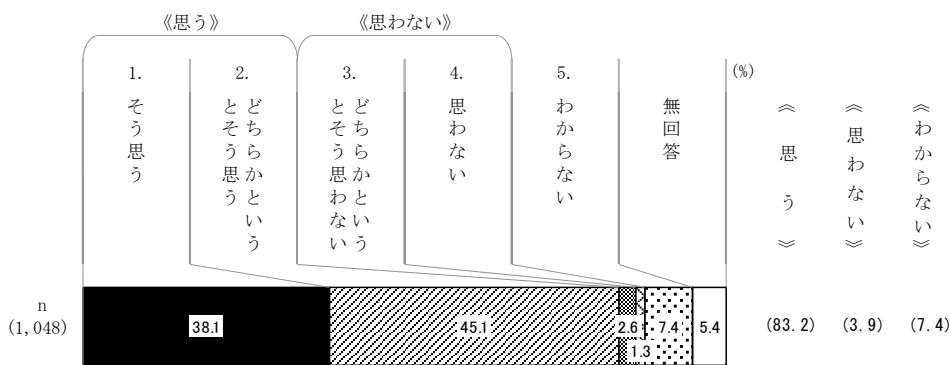 《思う》
《思わない》
1.
2.
3.
4.
5.
(%)
そう思う
どちらかという
とそう思う
どちらかという
とそう思わない
思わない
わからない
無回答
《思う》
《思わない》
《わからない》
n
(1,048)
38.1
45.1
2.6
1.3
7.4
5.4
(83.2)
(3.9)
(7.4)